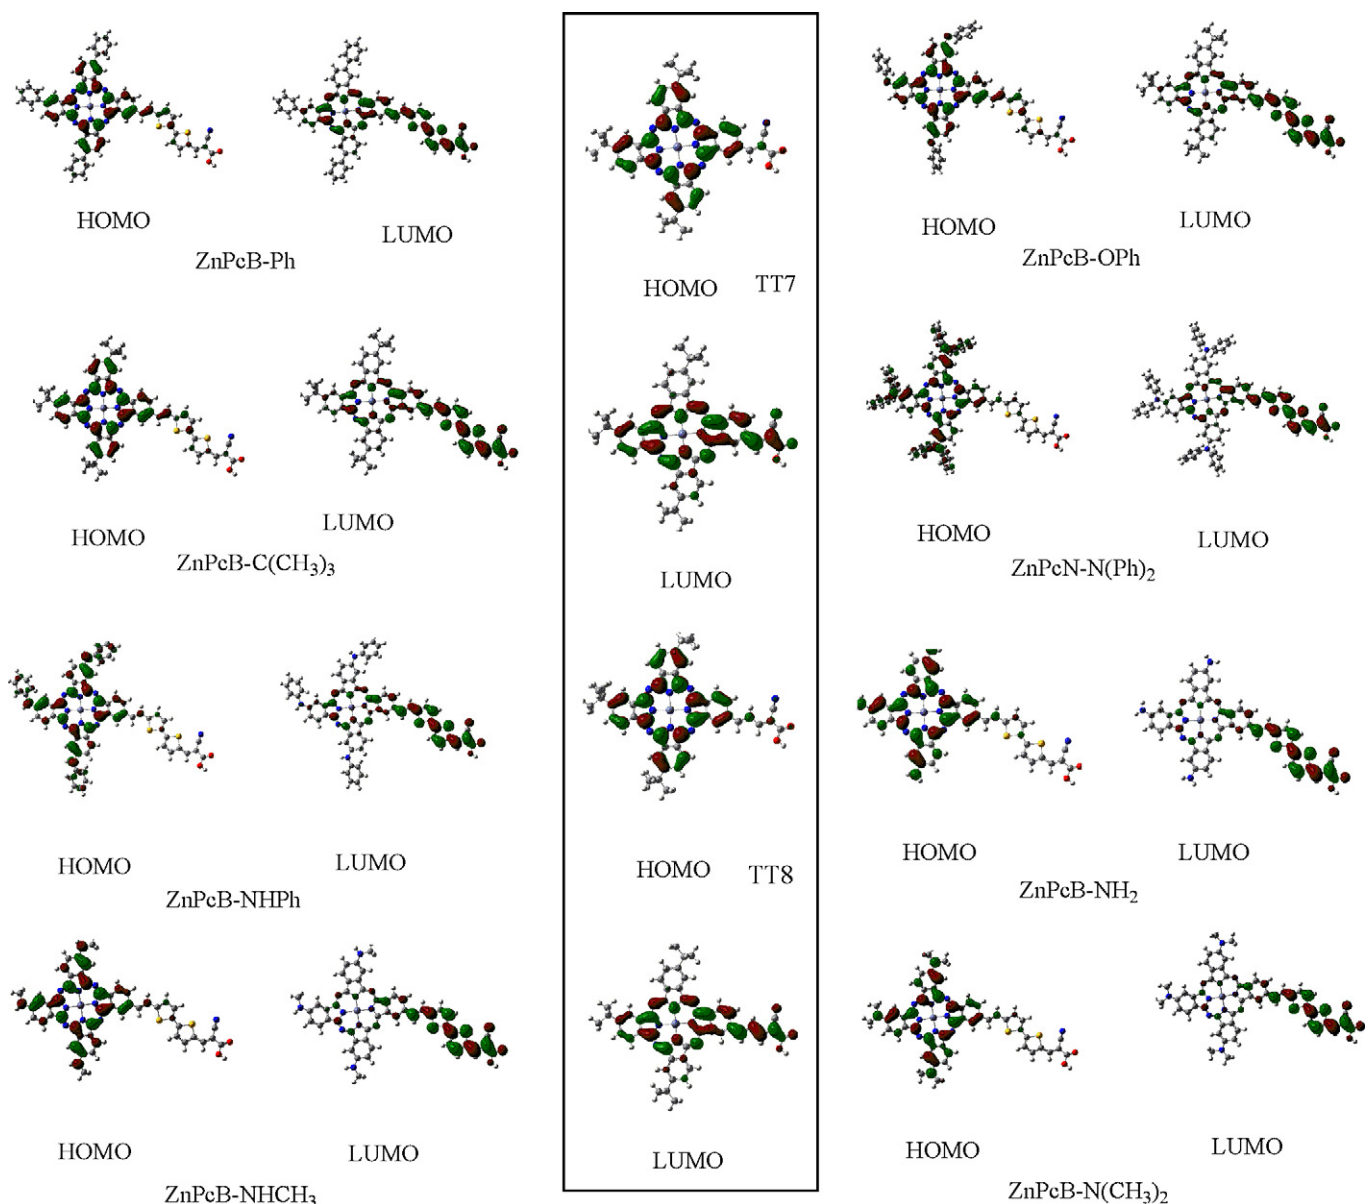 HOMO
LUMO
ZnPcB-Ph
HOMO
LUMO
ZnPcB-C(CH₃)₃
HOMO
LUMO
ZnPcB-NHPh
HOMO
LUMO
ZnPcB-NHCH₃
HOMO
TT7
LUMO
HOMO
TT8
LUMO
HOMO
LUMO
ZnPcB-OPh
HOMO
LUMO
ZnPcN-N(Ph)₂
HOMO
LUMO
ZnPcB-NH₂
HOMO
LUMO
ZnPcB-N(CH₃)₂